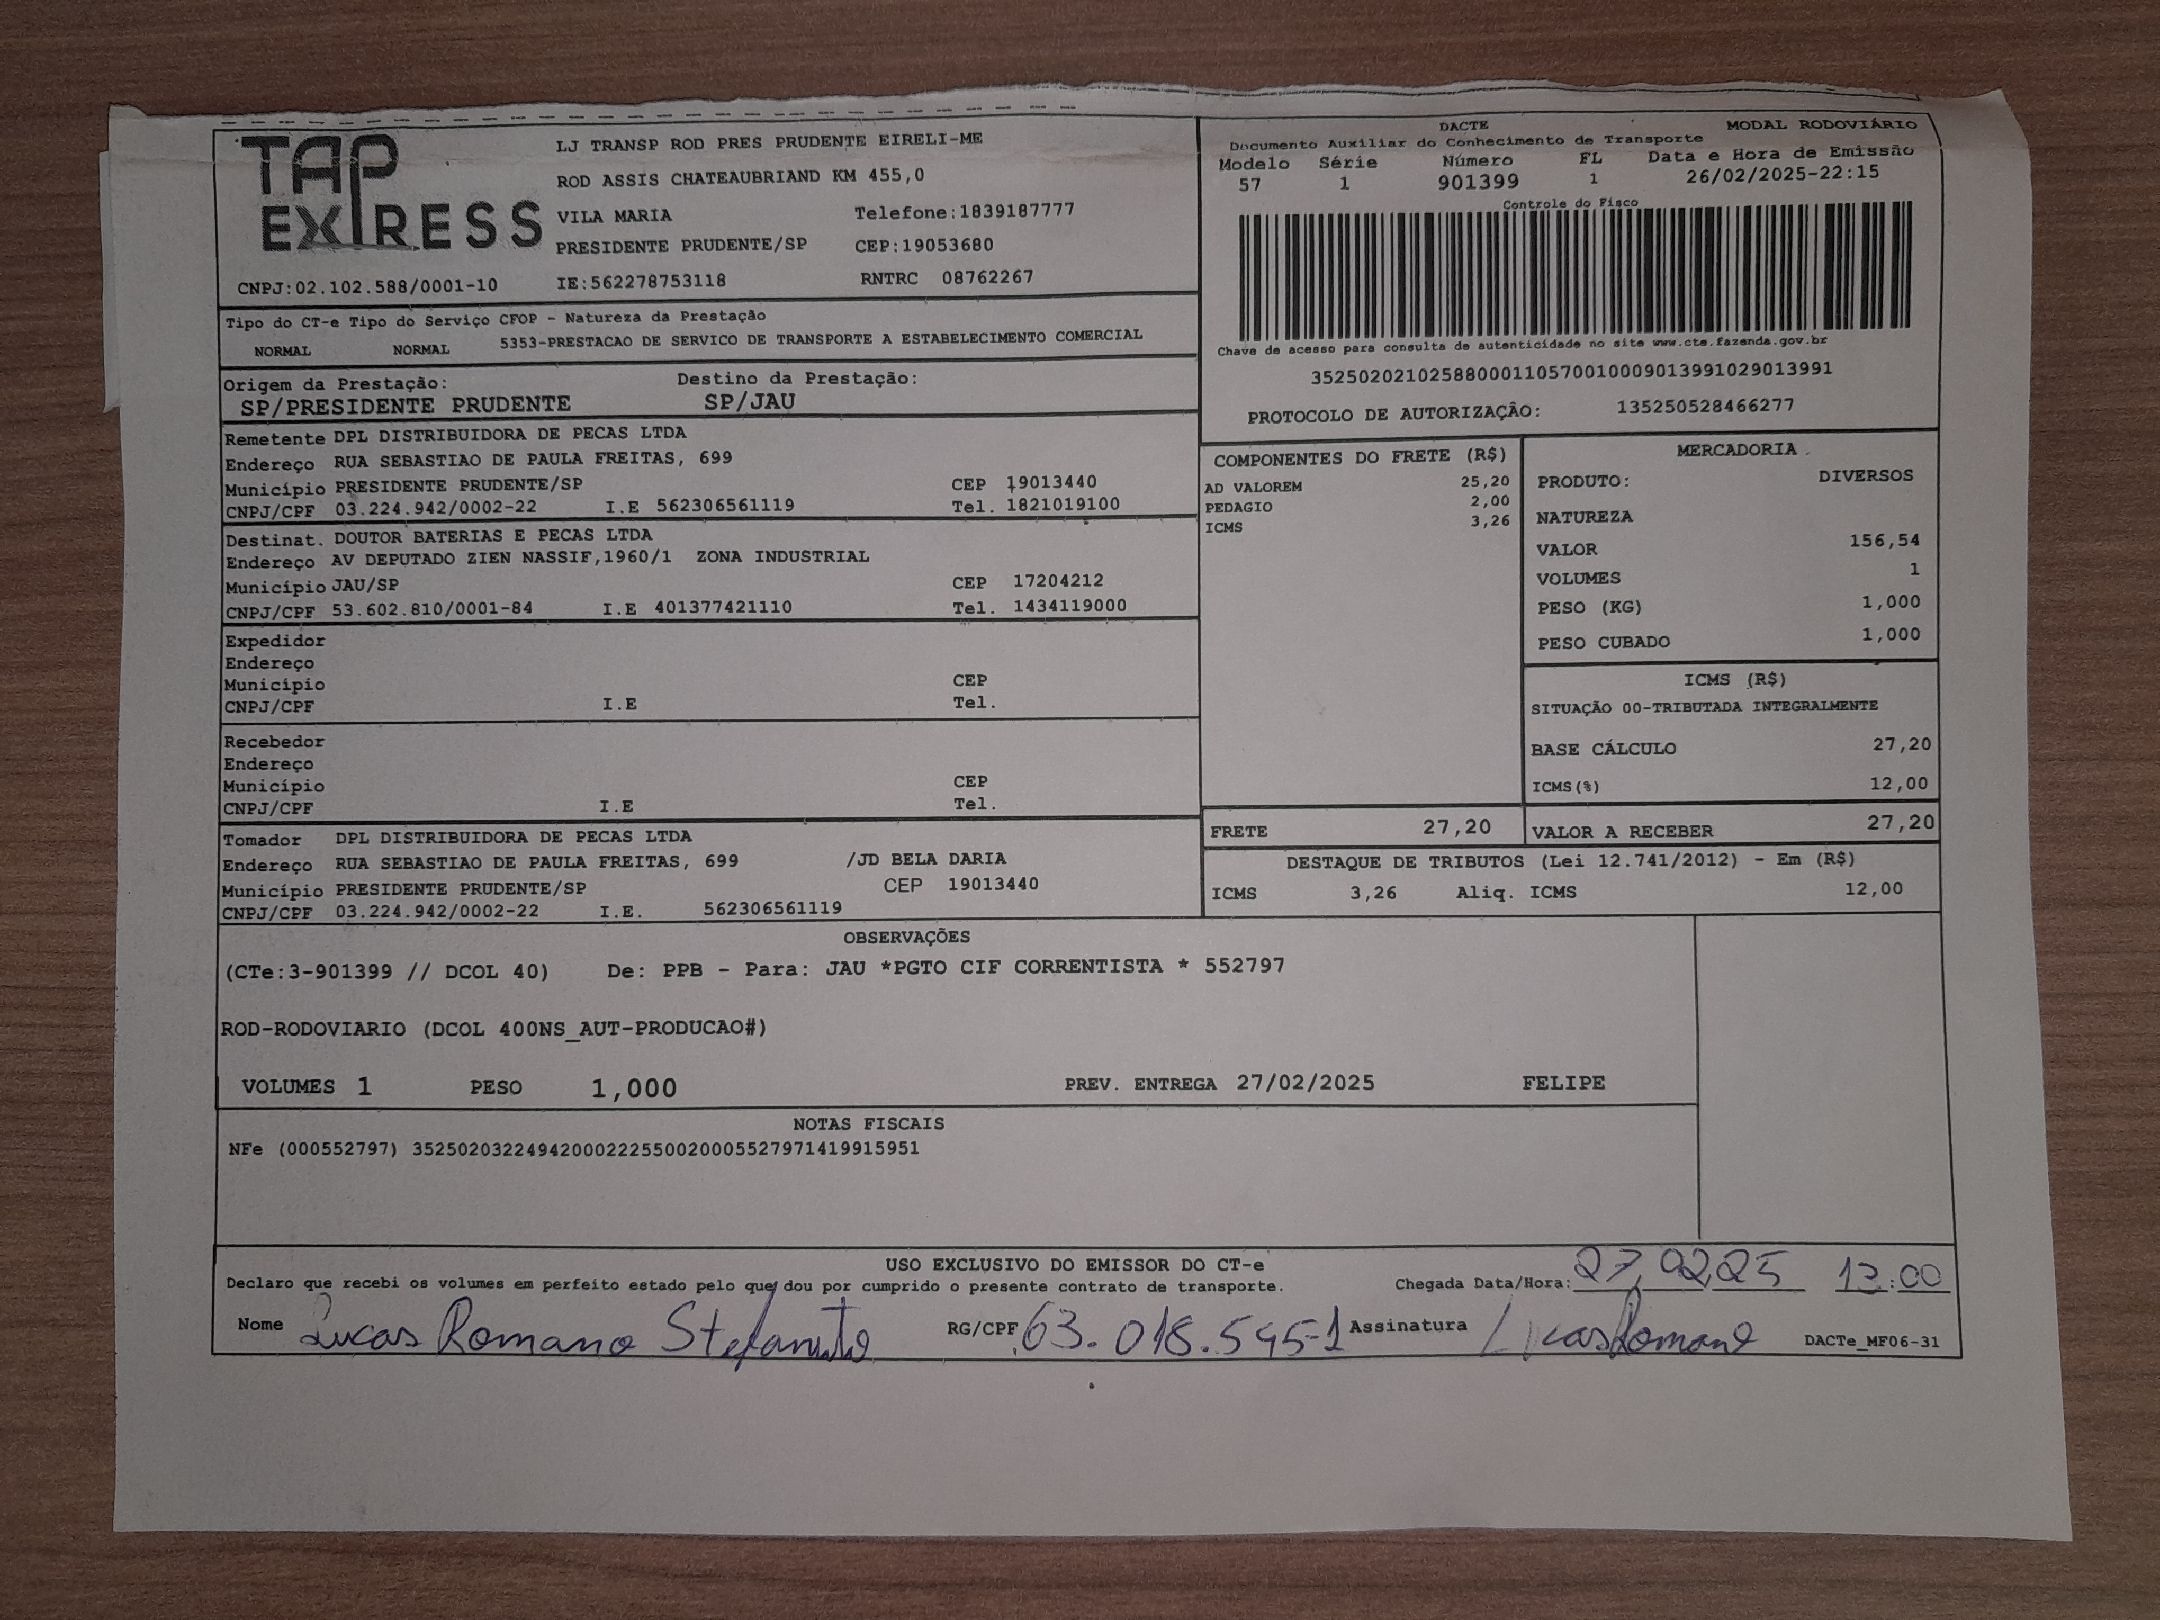 TAP
EXPRESS
LJ TRANSP ROD PRES PRUDENTE EIRELI-ME
ROD ASSIS CHATEAUBRIAND KM 455,0
VILA MARIA Telefone:1839187777
PRESIDENTE PRUDENTE/SP CEP:19053680
CNPJ:02.102.588/0001-10 IE:562278753118 RNTRC 08762267
DACTE MODAL RODOVIÁRIO
Documento Auxiliar do Conhecimento de Transporte
Modelo Série Número FL Data e Hora de Emissão
57 1 901399 1 26/02/2025-22:15
Controle do Fisco
Chave de acesso para consulta de autenticidade no site www.cte.fazenda.gov.br
35250202102588000110570010009013991029013991
PROTOCOLO DE AUTORIZAÇÃO: 135250528466277
Tipo do CT-e Tipo do Serviço CFOP - Natureza da Prestação
NORMAL NORMAL 5353-PRESTACAO DE SERVICO DE TRANSPORTE A ESTABELECIMENTO COMERCIAL
Origem da Prestação: Destino da Prestação:
SP/PRESIDENTE PRUDENTE SP/JAU
Remetente DPL DISTRIBUIDORA DE PECAS LTDA
Endereço RUA SEBASTIAO DE PAULA FREITAS, 699
Município PRESIDENTE PRUDENTE/SP CEP 19013440
CNPJ/CPF 03.224.942/0002-22 I.E 562306561119 Tel. 1821019100
Destinat. DOUTOR BATERIAS E PECAS LTDA
Endereço AV DEPUTADO ZIEN NASSIF,1960/1 ZONA INDUSTRIAL
Município JAU/SP CEP 17204212
CNPJ/CPF 53.602.810/0001-84 I.E 401377421110 Tel. 1434119000
Expedidor
Endereço
Município CEP
CNPJ/CPF I.E Tel.
Recebedor
Endereço
Município CEP
CNPJ/CPF I.E Tel.
Tomador DPL DISTRIBUIDORA DE PECAS LTDA
Endereço RUA SEBASTIAO DE PAULA FREITAS, 699 /JD BELA DARIA
Município PRESIDENTE PRUDENTE/SP CEP 19013440
CNPJ/CPF 03.224.942/0002-22 I.E. 562306561119
COMPONENTES DO FRETE (R$)
AD VALOREM 25,20
PEDAGIO 2,00
ICMS 3,26
MERCADORIA
PRODUTO: DIVERSOS
NATUREZA
VALOR 156,54
VOLUMES 1
PESO (KG) 1,000
PESO CUBADO 1,000
ICMS (R$)
SITUAÇÃO 00-TRIBUTADA INTEGRALMENTE
BASE CÁLCULO 27,20
ICMS(%) 12,00
FRETE 27,20 VALOR A RECEBER 27,20
DESTAQUE DE TRIBUTOS (Lei 12.741/2012) - Em (R$)
ICMS 3,26 Aliq. ICMS 12,00
OBSERVAÇÕES
(CTe:3-901399 // DCOL 40) De: PPB - Para: JAU *PGTO CIF CORRENTISTA * 552797
ROD-RODOVIARIO (DCOL 400NS_AUT-PRODUCAO#)
VOLUMES 1 PESO 1,000 PREV. ENTREGA 27/02/2025 FELIPE
NOTAS FISCAIS
NFe (000552797) 35250203224942000222550020005527971419915951
USO EXCLUSIVO DO EMISSOR DO CT-e
Declaro que recebi os volumes em perfeito estado pelo que dou por cumprido o presente contrato de transporte. Chegada Data/Hora: 27,02,25
Nome Lucas Romano RG/CPF 63.018.545-1 Assinatura Lucas Romano DACTe_MF06-31